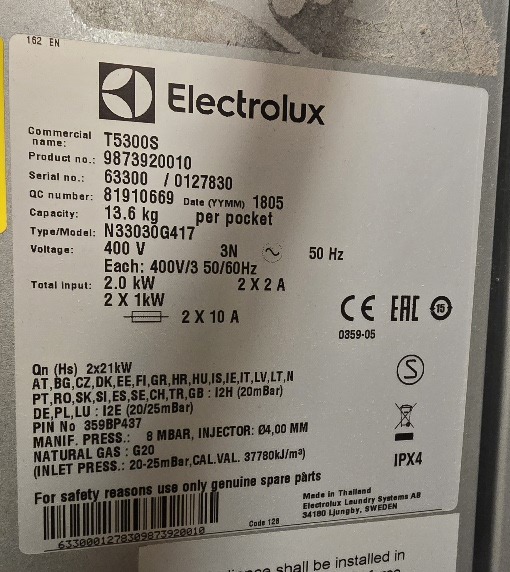 162 EN
Electrolux
Commercial name: T5300S
Product no.: 9873920010
Serial no.: 63300 / 0127830
QC number: 81910669 Date (YYMM) 1805
Capacity: 13.6 kg per pocket
Type/Model: N33030G417
Voltage: 400 V 3N ~ 50 Hz
Each: 400V/3 50/60Hz
Total input: 2.0 kW 2 X 2 A
2 X 1kW
2 X 10 A
CE EAC 15
0359-05
Qn (Hs) 2x21kW
AT,BG,CZ,DK,EE,FI,GR,HR,HU,IS,IE,IT,LV,LT,N
PT,RO,SK,SI,ES,SE,CH,TR,GB : I2H (20mBar)
DE,PL,LU : I2E (20/25mBar)
PIN No 359BP437
MANIF. PRESS.: 8 MBAR, INJECTOR: Ø4,00 MM
NATURAL GAS : G20
(INLET PRESS.: 20-25mBar,CAL.VAL. 37780kJ/m³)
S
IPX4
For safety reasons use only genuine spare parts
Made in Thailand
Electrolux Laundry Systems AB
34180 Ljungby, SWEDEN
Code 128
6330001278309873920010
shall be installed in